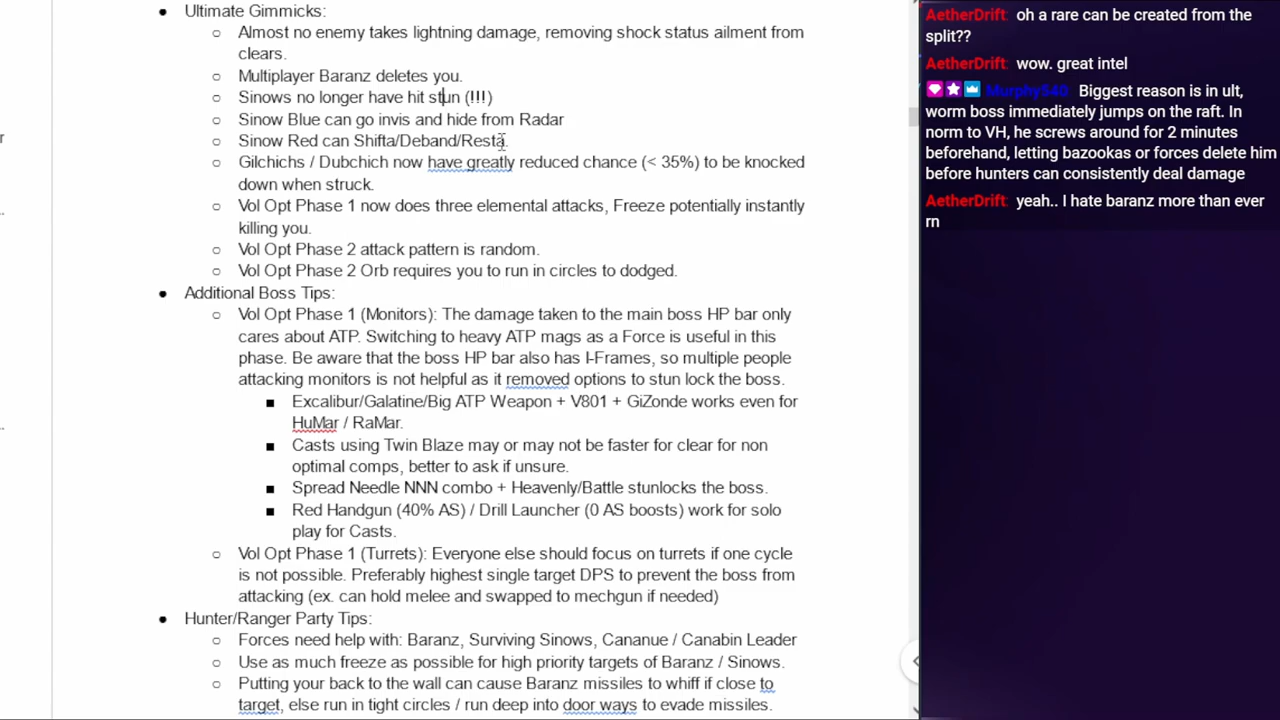 Ultimate Gimmicks:
Almost no enemy takes lightning damage, removing shock status ailment from
clears.
Multiplayer Baranz deletes you.
Sinows no longer have hit stun (!!!)
Sinow Blue can go invis and hide from Radar
Sinow Red can Shifta/Deband/Resta.
Gilchichs / Dubchich now have greatly reduced chance (< 35%) to be knocked
down when struck.
Vol Opt Phase 1 now does three elemental attacks, Freeze potentially instantly
killing you.
Vol Opt Phase 2 attack pattern is random.
Vol Opt Phase 2 Orb requires you to run in circles to dodged.
Additional Boss Tips:
Vol Opt Phase 1 (Monitors): The damage taken to the main boss HP bar only
cares about ATP. Switching to heavy ATP mags as a Force is useful in this
phase. Be aware that the boss HP bar also has I-Frames, so multiple people
attacking monitors is not helpful as it removed options to stun lock the boss.
Excalibur/Galatine/Big ATP Weapon + V801 + GiZonde works even for
HuMar / RaMar.
Casts using Twin Blaze may or may not be faster for clear for non
optimal comps, better to ask if unsure.
Spread Needle NNN combo + Heavenly/Battle stunlocks the boss.
Red Handgun (40% AS) / Drill Launcher (0 AS boosts) work for solo
play for Casts.
Vol Opt Phase 1 (Turrets): Everyone else should focus on turrets if one cycle
is not possible. Preferably highest single target DPS to prevent the boss from
attacking (ex. can hold melee and swapped to mechgun if needed)
Hunter/Ranger Party Tips:
Forces need help with: Baranz, Surviving Sinows, Cananue / Canabin Leader
Use as much freeze as possible for high priority targets of Baranz / Sinows.
Putting your back to the wall can cause Baranz missiles to whiff if close to
target, else run in tight circles / run deep into door ways to evade missiles.
AetherDrift: oh a rare can be created from the
split??
AetherDrift: wow. great intel
Murphy540: Biggest reason is in ult,
worm boss immediately jumps on the raft. In
norm to VH, he screws around for 2 minutes
beforehand, letting bazookas or forces delete him
before hunters can consistently deal damage
AetherDrift: yeah.. I hate baranz more than ever
rn